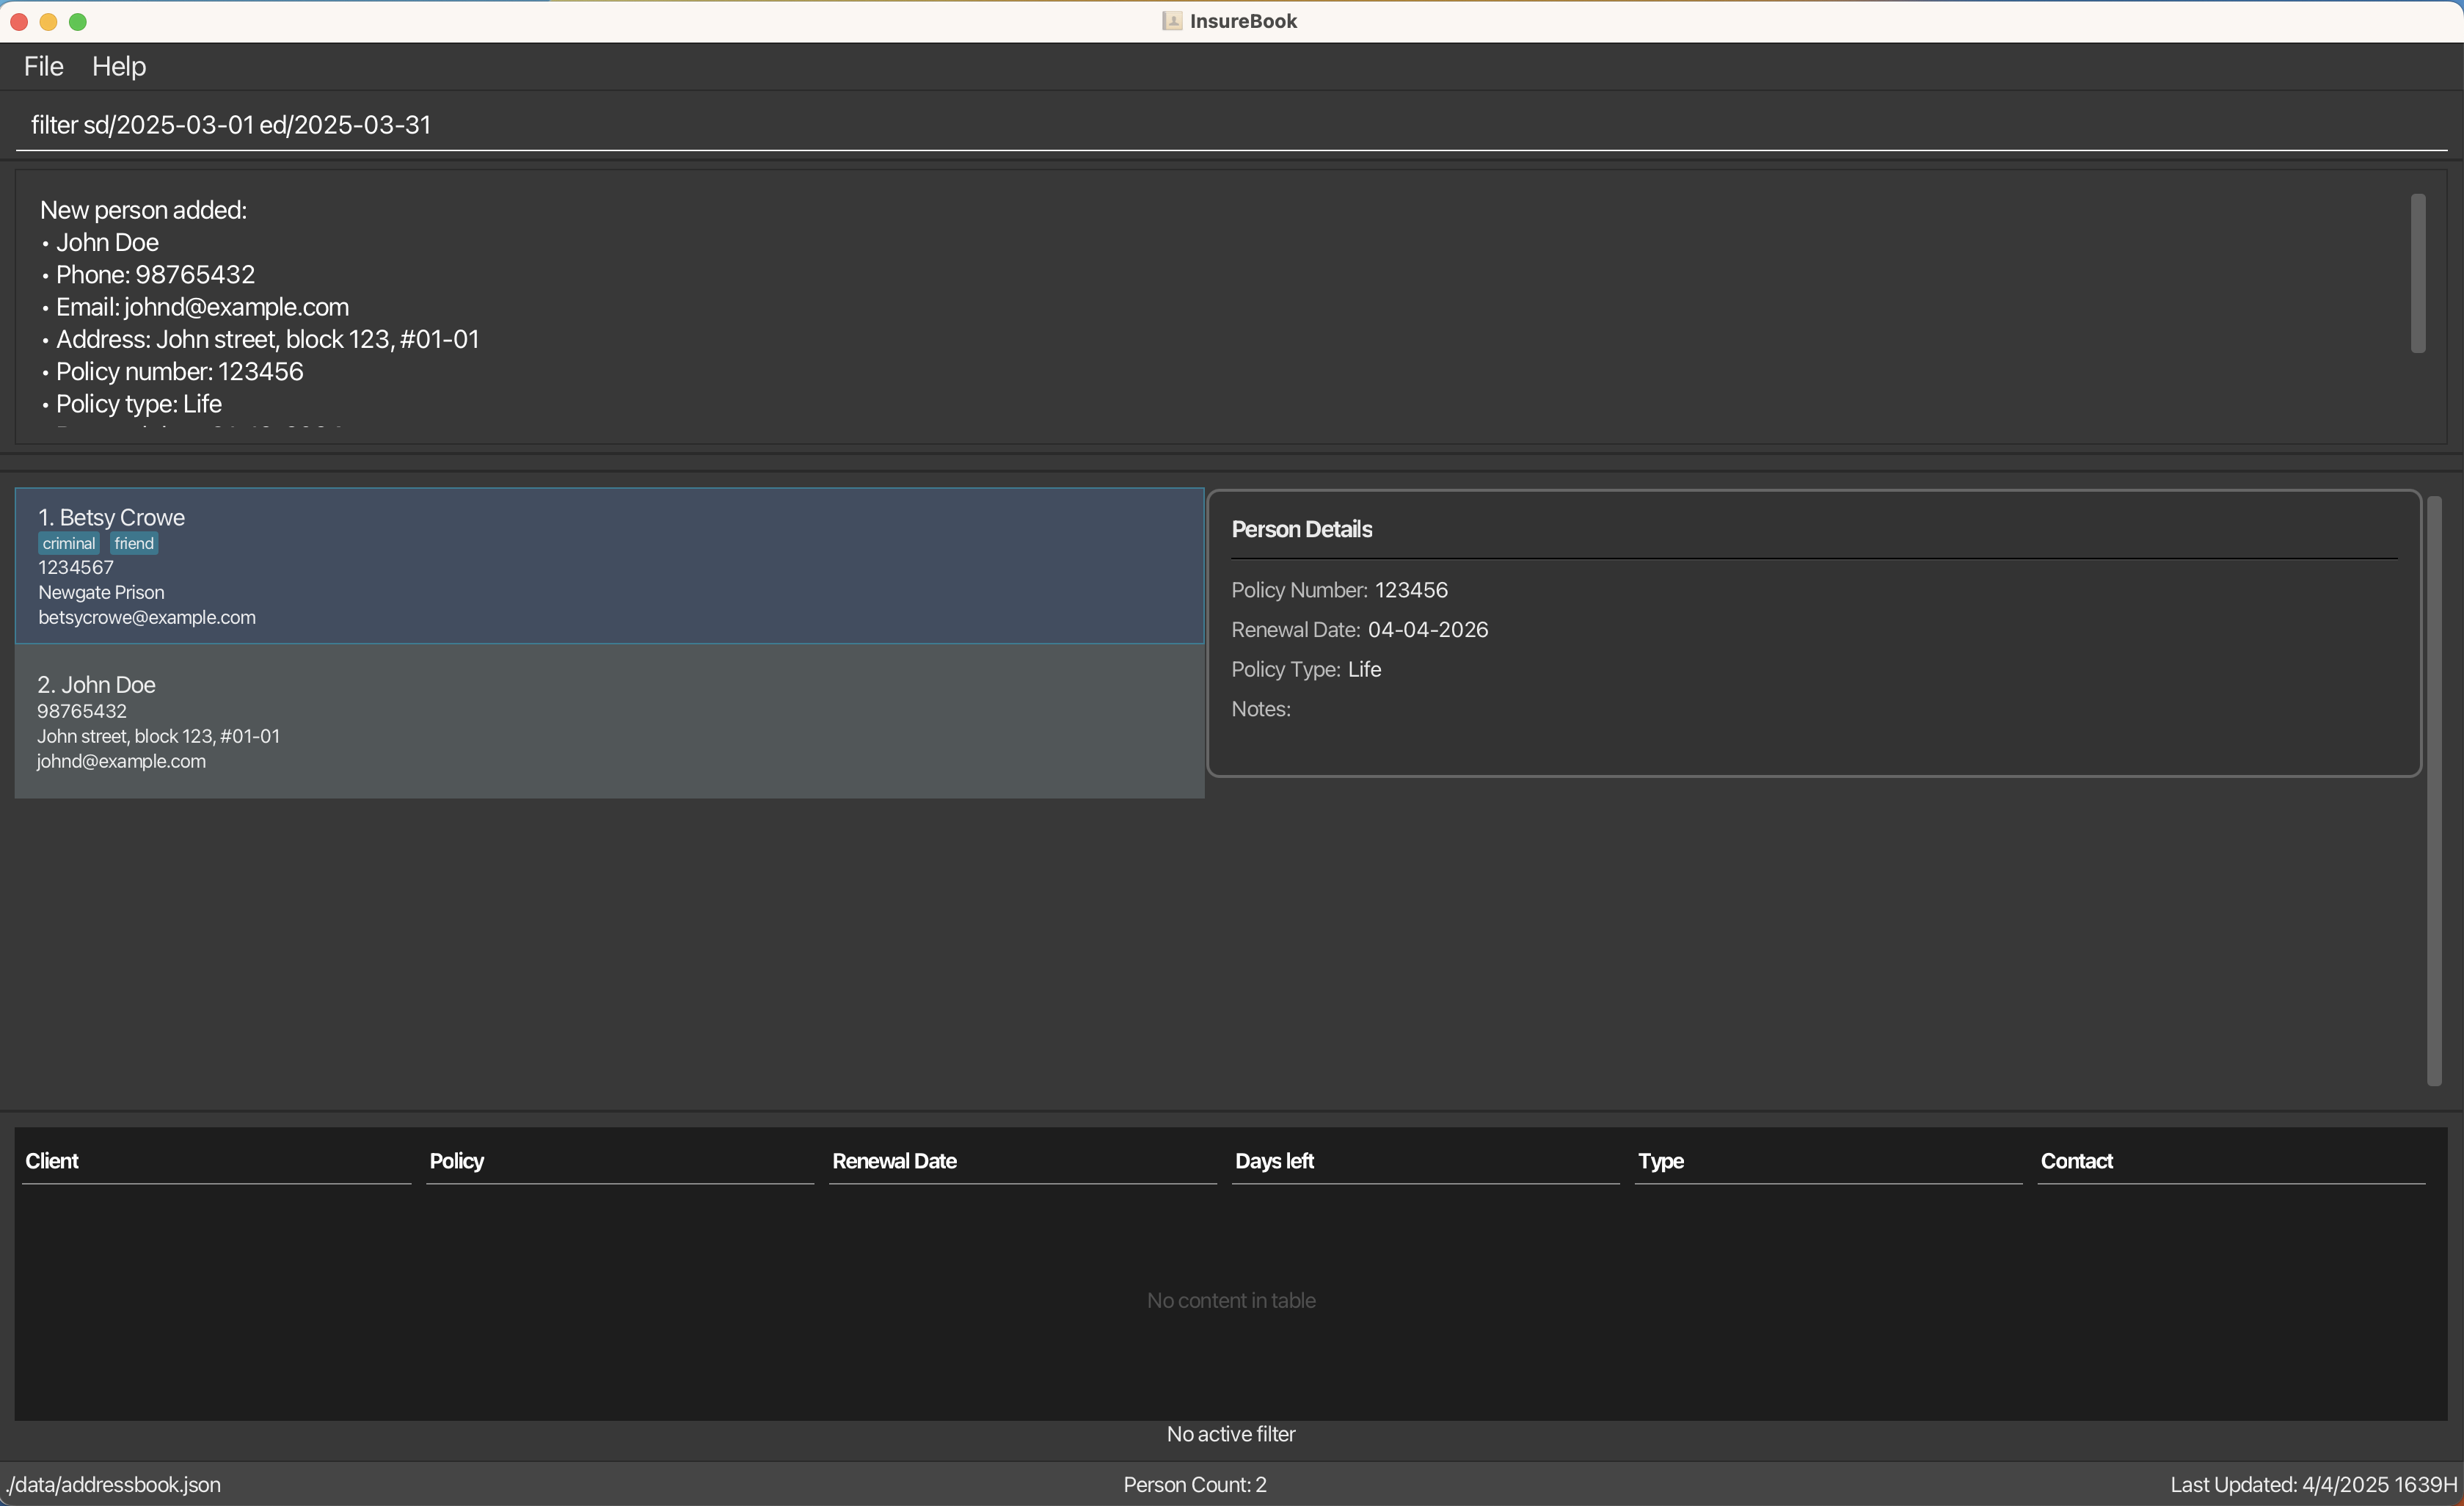 InsureBook
File Help
filter sd/2025-03-01 ed/2025-03-31
New person added:
• John Doe
• Phone: 98765432
• Email: johnd@example.com
• Address: John street, block 123, #01-01
• Policy number: 123456
• Policy type: Life
1. Betsy Crowe
criminal friend
1234567
Newgate Prison
betsycrowe@example.com
2. John Doe
98765432
John street, block 123, #01-01
johnd@example.com
Person Details
Policy Number: 123456
Renewal Date: 04-04-2026
Policy Type: Life
Notes:
Client Policy Renewal Date Days left Type Contact
No content in table
No active filter
./data/addressbook.json Person Count: 2 Last Updated: 4/4/2025 1639H